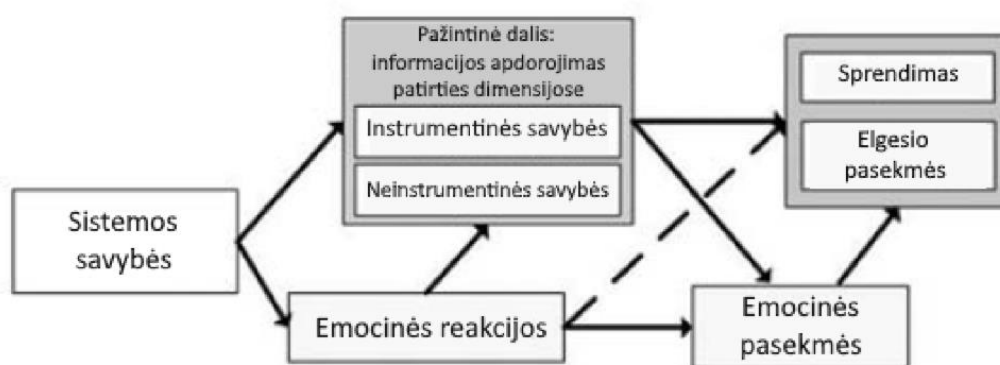 Pažintinė dalis:
informacijos apdorojimas
patirties dimensijose
Instrumentinės savybės
Neinstrumentinės savybės
Sprendimas
Elgesio
pasekmės
Sistemos
savybės
Emocinės reakcijos
Emocinės
pasekmės